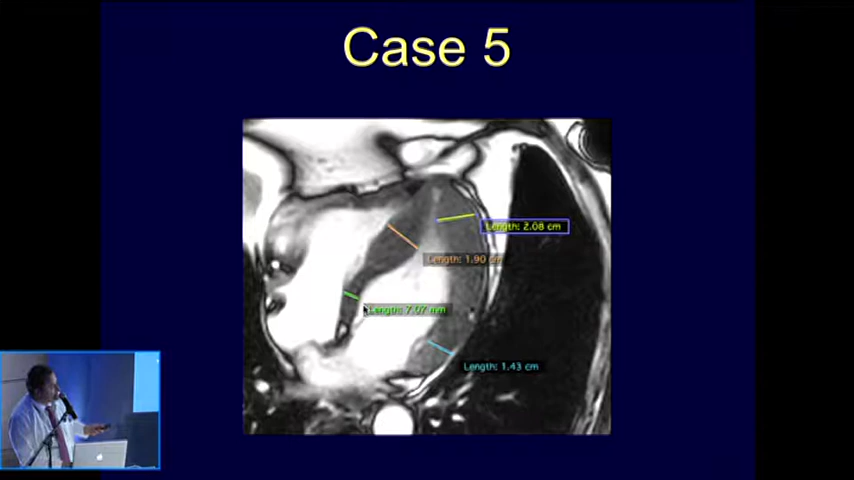 Case 5
Length: 2.08 cm
Length: 1.90 cm
Length: 7.07 mm
Length: 1.43 cm